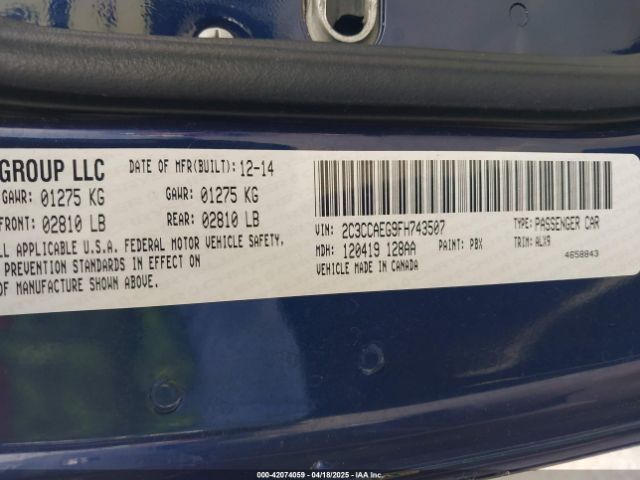 GROUP LLC DATE OF MFR(BUILT): 12-14
GAWR: 01275 KG GAWR: 01275 KG
FRONT: 02810 LB REAR: 02810 LB
ALL APPLICABLE U.S.A. FEDERAL MOTOR VEHICLE SAFETY,
PREVENTION STANDARDS IN EFFECT ON
OF MANUFACTURE SHOWN ABOVE.
VIN: 2C3CCAEG9FH743507 TYPE: PASSENGER CAR
MDH: 120419 128AA PAINT: PBX TRIM: ALX9
VEHICLE MADE IN CANADA 4658843
000-42074059 | 04/18/2025 | IAA Inc.